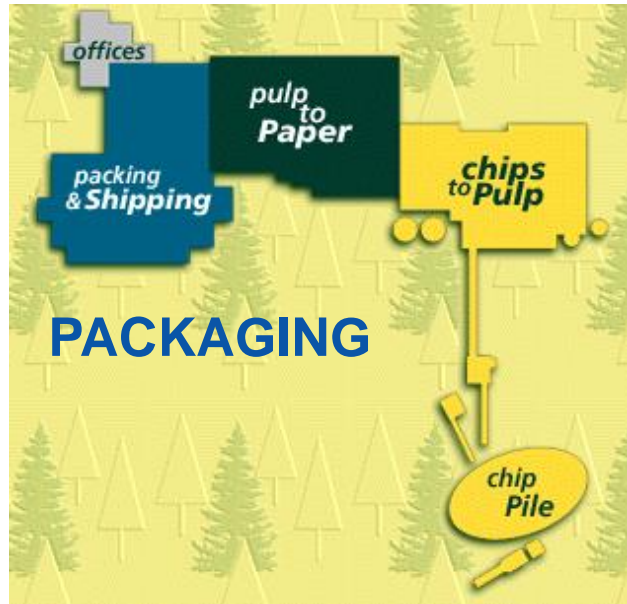 offices
pulp
to
Paper
packing
& Shipping
chips
to Pulp
PACKAGING
chip
Pile